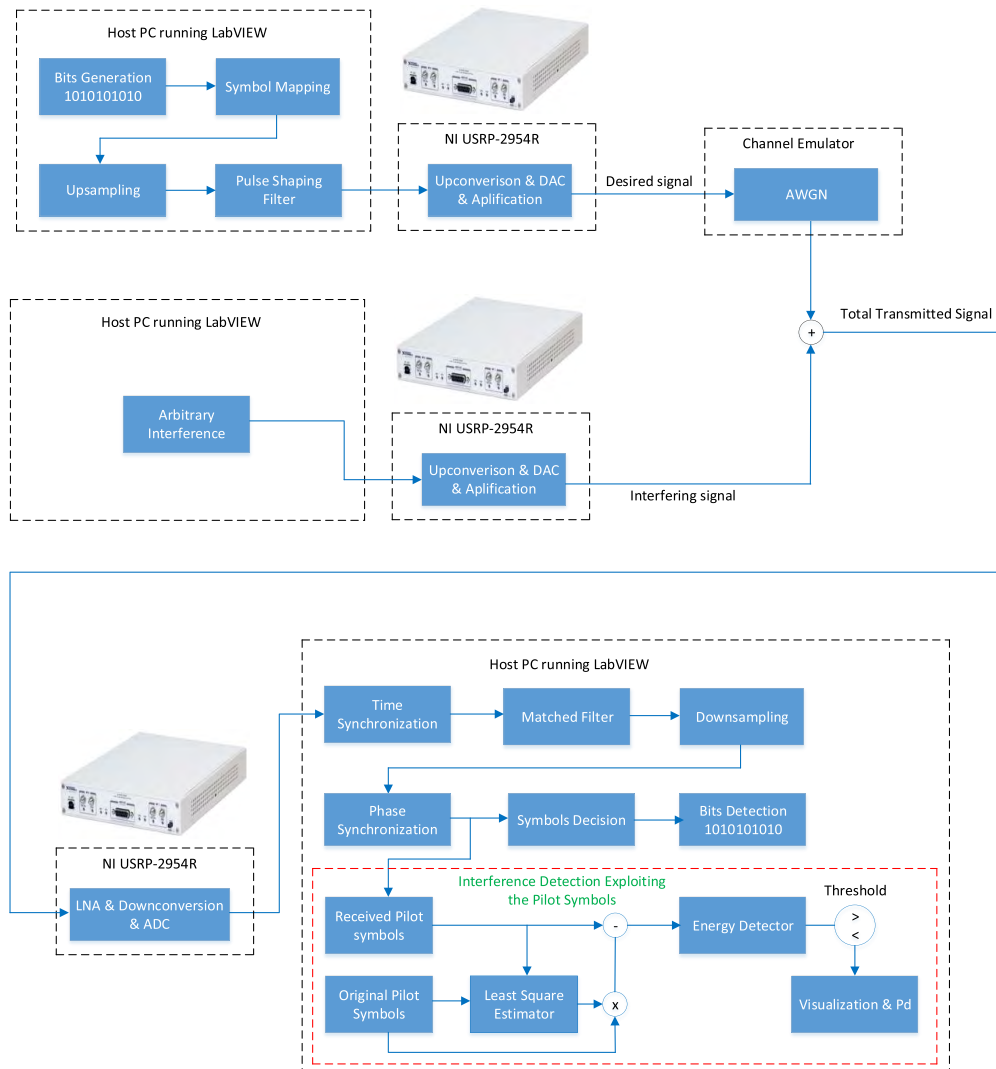 Host PC running LabVIEW
Bits Generation
1010101010
Symbol Mapping
Upsampling
Pulse Shaping
Filter
NI USRP-2954R
Upconverison & DAC
& Aplification
Desired signal
Channel Emulator
AWGN
Host PC running LabVIEW
Arbitrary
Interference
NI USRP-2954R
Upconverison & DAC
& Aplification
Interfering signal
+
Total Transmitted Signal
NI USRP-2954R
LNA & Downconversion
& ADC
Host PC running LabVIEW
Time
Synchronization
Matched Filter
Downsampling
Phase
Synchronization
Symbols Decision
Bits Detection
1010101010
Interference Detection Exploiting
the Pilot Symbols
Received Pilot
symbols
-
Energy Detector
Threshold
>
<
Original Pilot
Symbols
Least Square
Estimator
x
Visualization & Pd